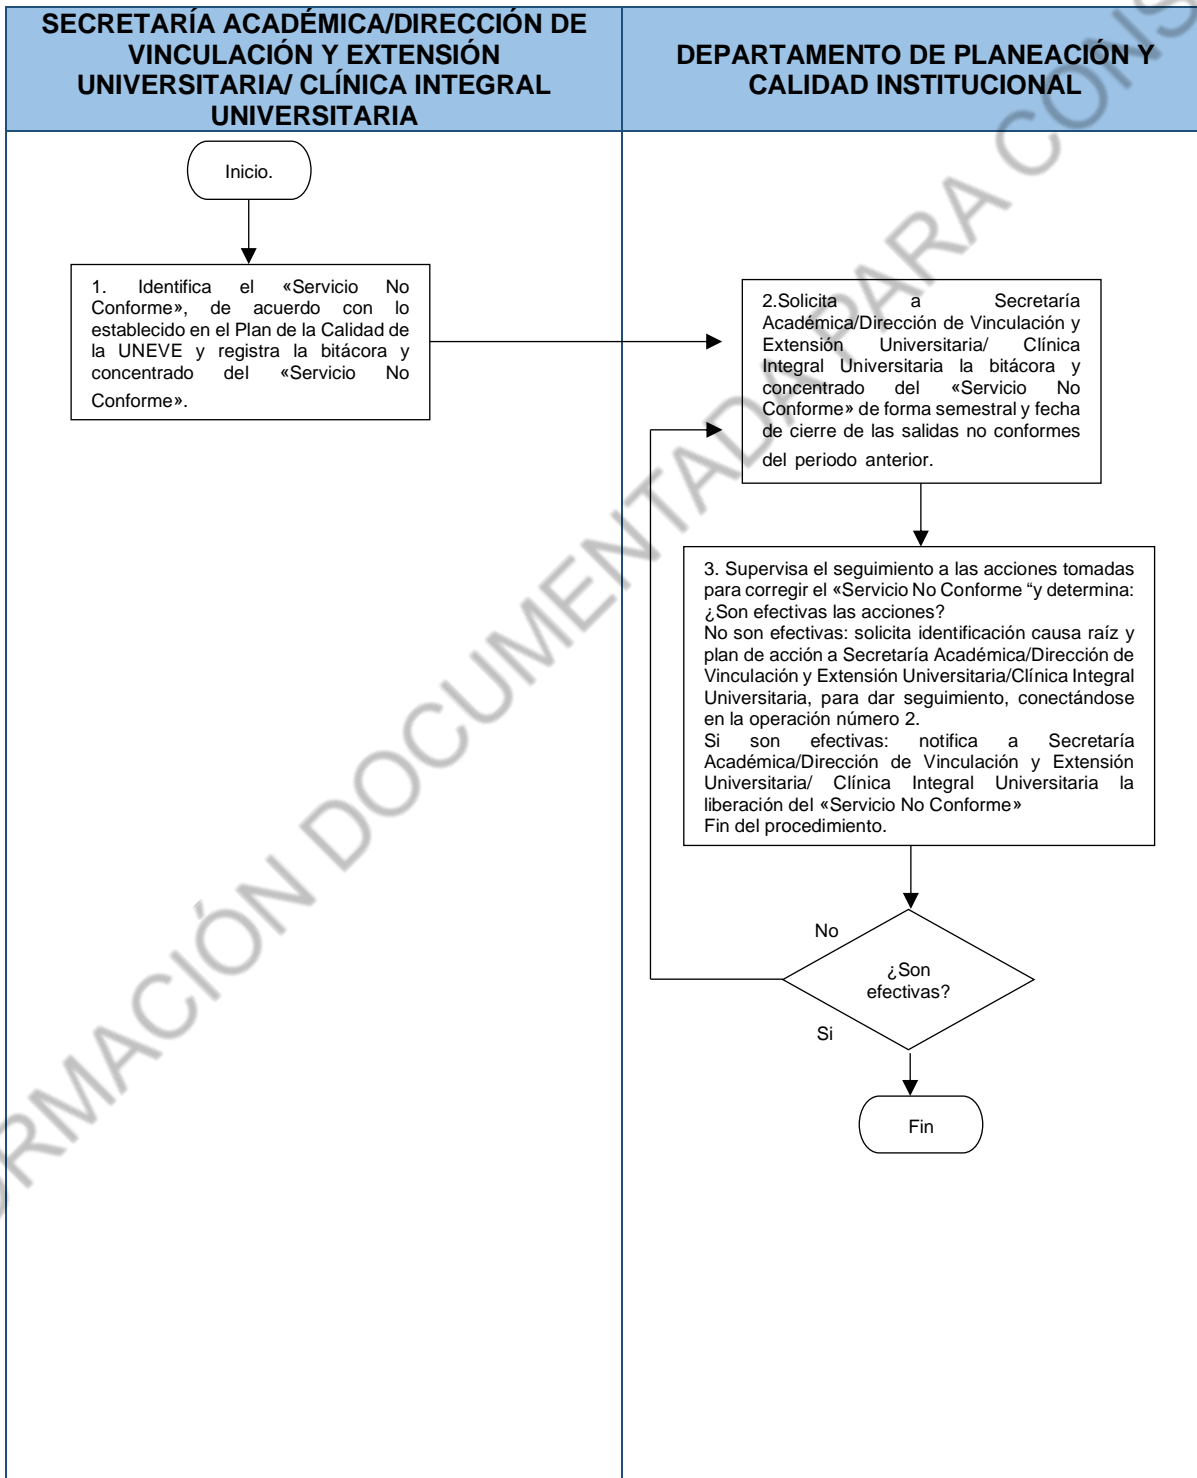 SECRETARÍA ACADÉMICA/DIRECCIÓN DE
VINCULACIÓN Y EXTENSIÓN
UNIVERSITARIA/ CLÍNICA INTEGRAL
UNIVERSITARIA
DEPARTAMENTO DE PLANEACIÓN Y
CALIDAD INSTITUCIONAL
Inicio.
1. Identifica el «Servicio No
Conforme», de acuerdo con lo
establecido en el Plan de la Calidad de
la UNEVE y registra la bitácora y
concentrado del «Servicio No
Conforme».
2.Solicita a Secretaría
Académica/Dirección de Vinculación y
Extensión Universitaria/ Clínica
Integral Universitaria la bitácora y
concentrado del «Servicio No
Conforme» de forma semestral y fecha
de cierre de las salidas no conformes
del periodo anterior.
3. Supervisa el seguimiento a las acciones tomadas
para corregir el «Servicio No Conforme “y determina:
¿Son efectivas las acciones?
No son efectivas: solicita identificación causa raíz y
plan de acción a Secretaría Académica/Dirección de
Vinculación y Extensión Universitaria/Clínica Integral
Universitaria, para dar seguimiento, conectándose
en la operación número 2.
Si son efectivas: notifica a Secretaría
Académica/Dirección de Vinculación y Extensión
Universitaria/ Clínica Integral Universitaria la
liberación del «Servicio No Conforme»
Fin del procedimiento.
No
¿Son
efectivas?
Si
Fin
DOCUMENTADA PARA